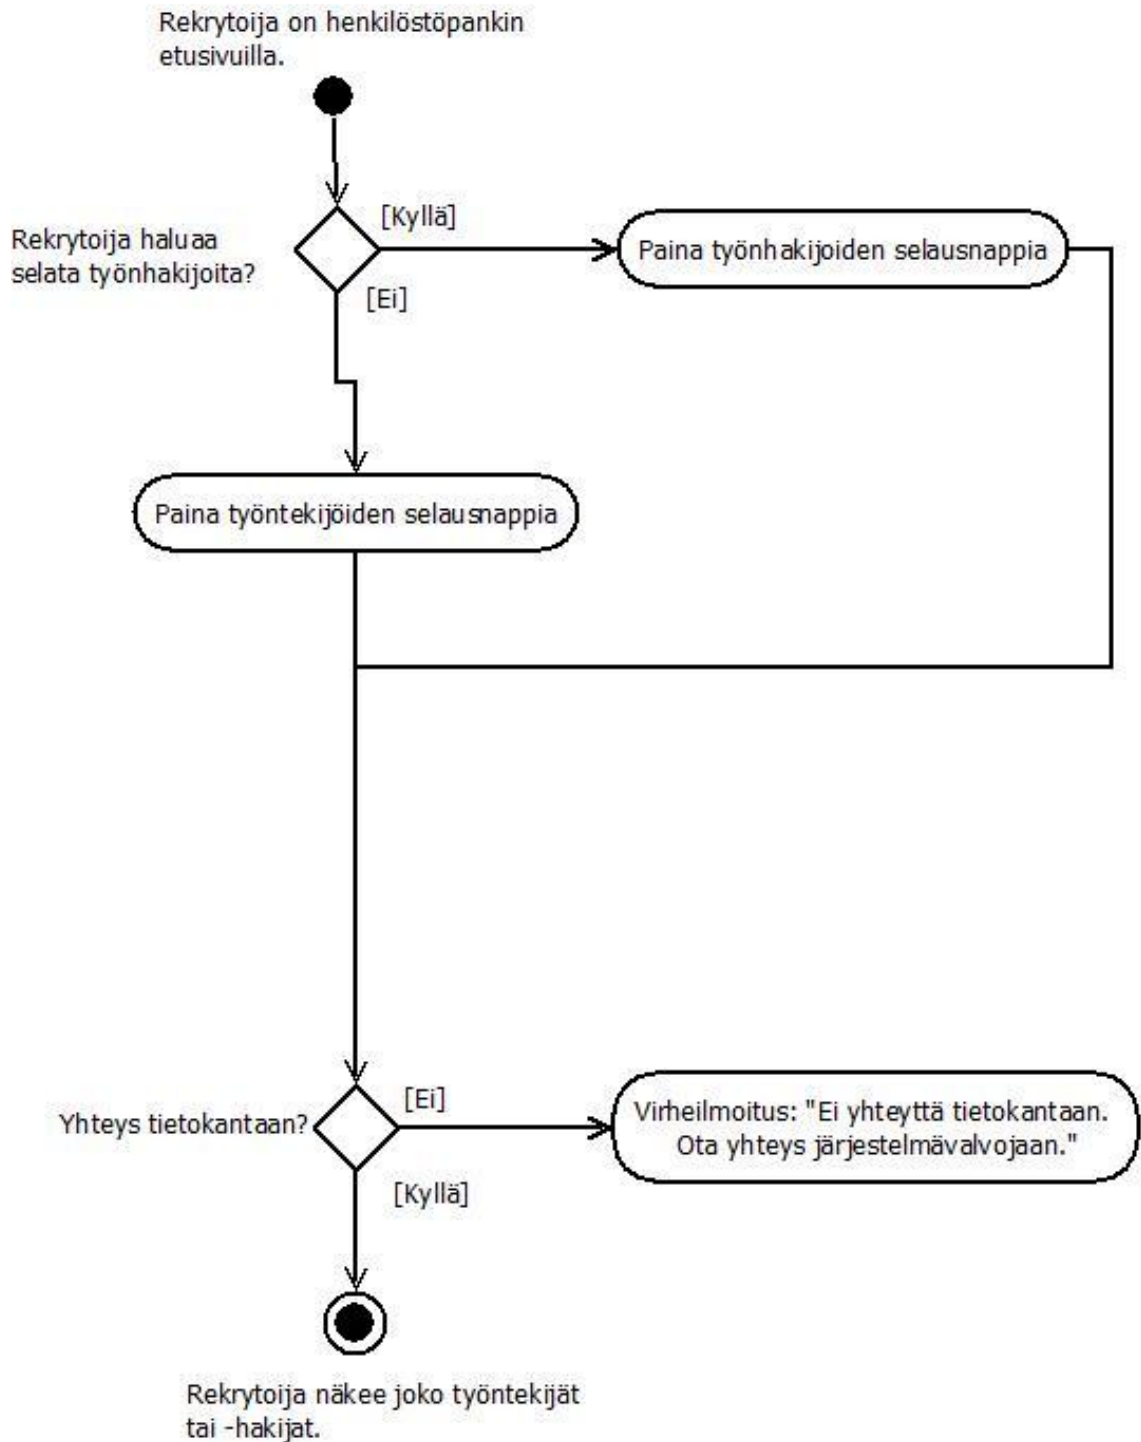 Rekrytoija on henkilöstöpankin
etusivuilla.
[Kyllä]
Rekrytoija haluaa
selata työnhakijoita?
Paina työnhakijoiden selausnappia
[Ei]
Paina työntekijöiden selausnappia
[Ei]
Yhteys tietokantaan?
Virheilmoitus: "Ei yhteyttä tietokantaan.
Ota yhteys järjestelmävalvojaan."
[Kyllä]
Rekrytoija näkee joko työntekijät
tai -hakijat.